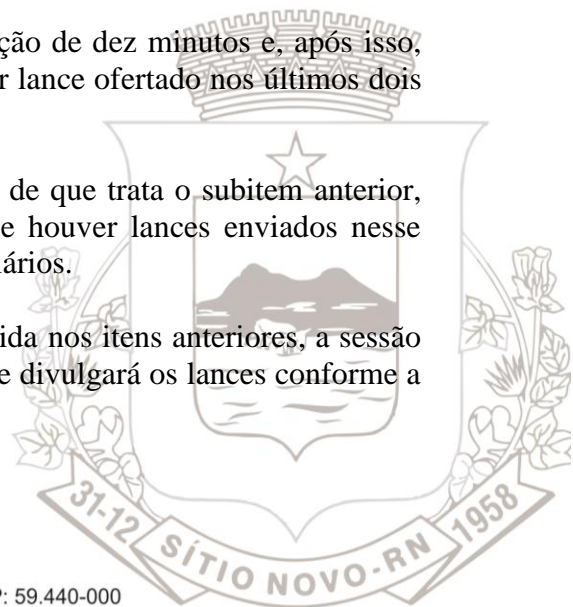 ção de dez minutos e, após isso,
r lance ofertado nos últimos dois
de que trata o subitem anterior,
e houver lances enviados nesse
ários.
ida nos itens anteriores, a sessão
e divulgará os lances conforme a
31-12 SÍTIO NOVO-RN 1958
P: 59.440-000